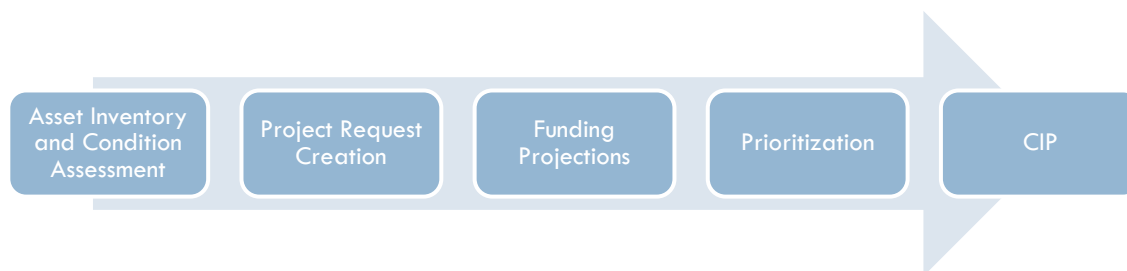 Asset Inventory
and Condition
Assessment
Project Request
Creation
Funding
Projections
Prioritization
CIP